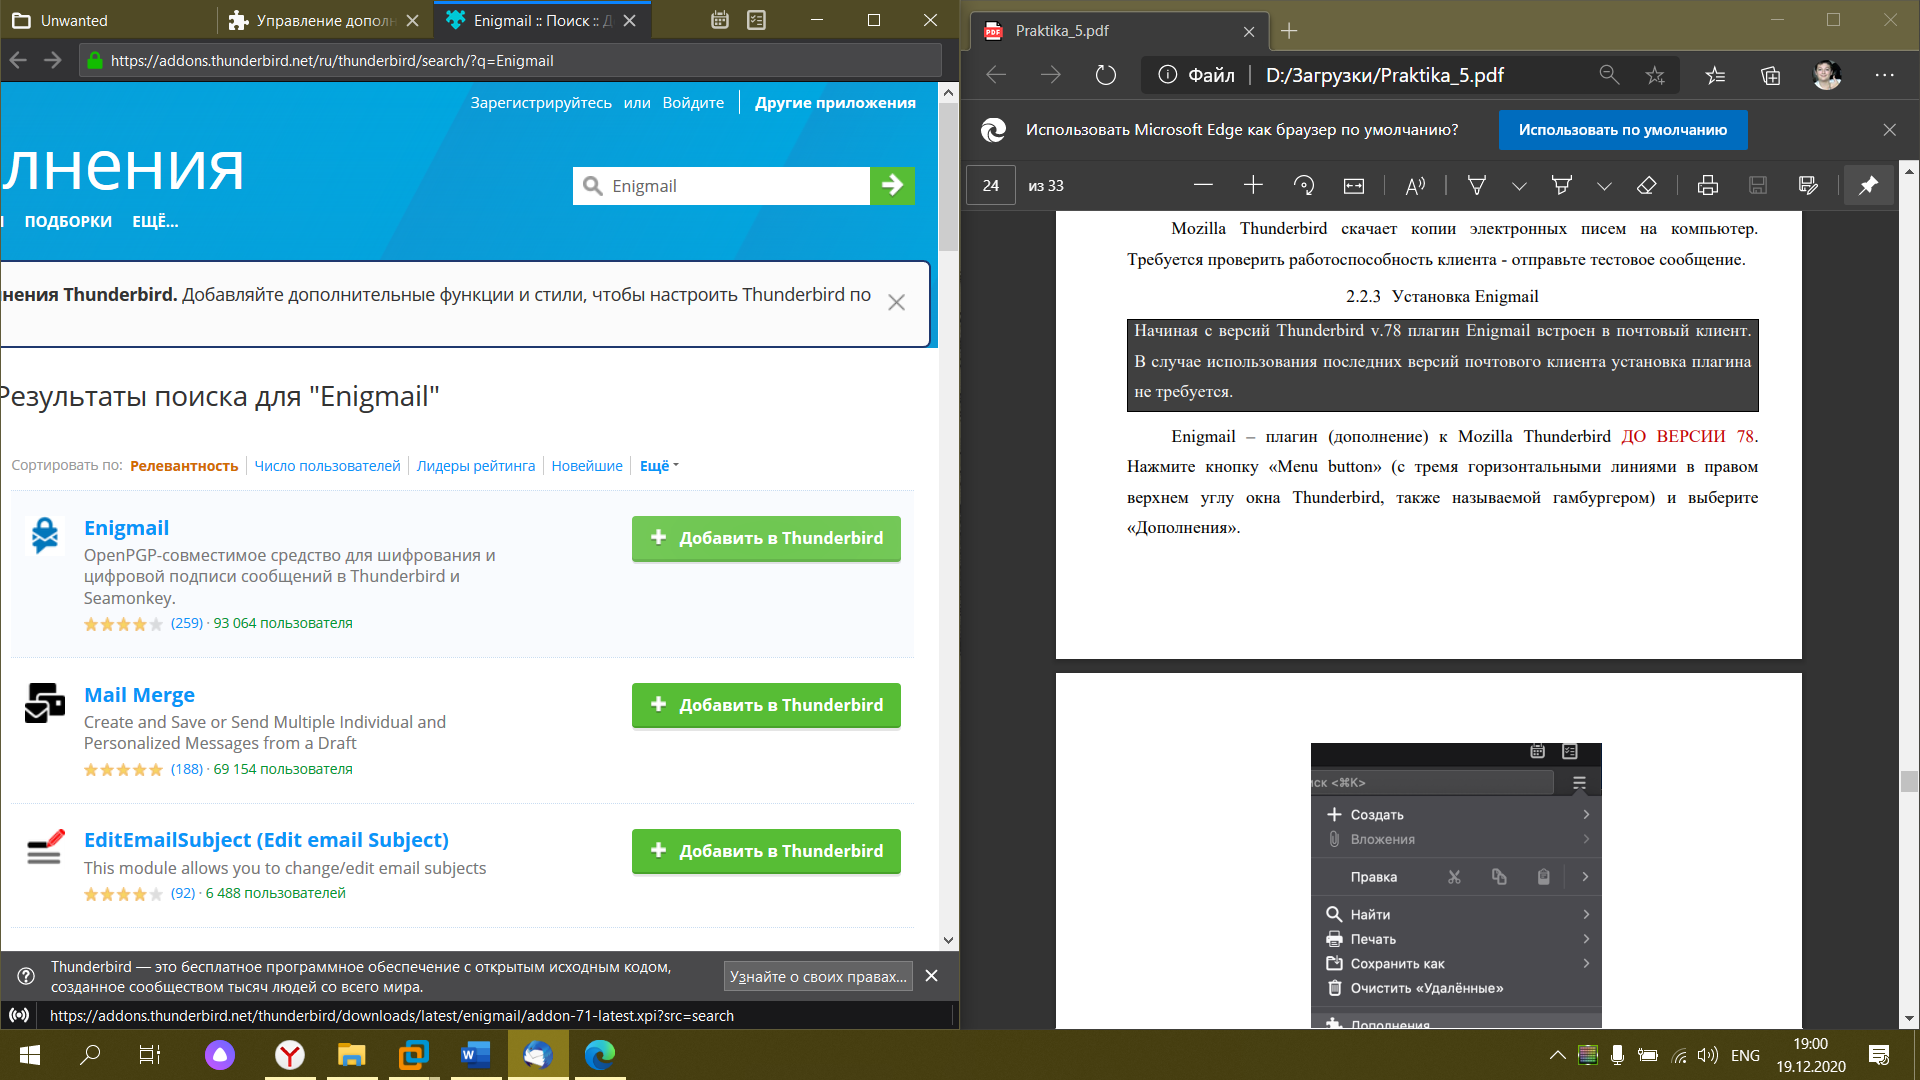 Unwanted
Управление дополн
Enigmail :: Поиск :: Д
https://addons.thunderbird.net/ru/thunderbird/search/?q=Enigmail
Зарегистрируйтесь или Войдите Другие приложения
лнения
Enigmail
ПОДБОРКИ ЕЩЁ...
нения Thunderbird. Добавляйте дополнительные функции и стили, чтобы настроить Thunderbird по
Результаты поиска для "Enigmail"
Сортировать по: Релевантность Число пользователей Лидеры рейтинга Новейшие Ещё
Enigmail
Добавить в Thunderbird
OpenPGP-совместимое средство для шифрования и
цифровой подписи сообщений в Thunderbird и
Seamonkey.
(259) · 93 064 пользователя
Mail Merge
Добавить в Thunderbird
Create and Save or Send Multiple Individual and
Personalized Messages from a Draft
(188) · 69 154 пользователя
EditEmailSubject (Edit email Subject)
Добавить в Thunderbird
This module allows you to change/edit email subjects
(92) · 6 488 пользователей
Thunderbird — это бесплатное программное обеспечение с открытым исходным кодом,
созданное сообществом тысяч людей со всего мира.
Узнайте о своих правах...
https://addons.thunderbird.net/thunderbird/downloads/latest/enigmail/addon-71-latest.xpi?src=search
Praktika_5.pdf
Файл D:/Загрузки/Praktika_5.pdf
Использовать Microsoft Edge как браузер по умолчанию?
Использовать по умолчанию
24 из 33
Mozilla Thunderbird скачает копии электронных писем на компьютер.
Требуется проверить работоспособность клиента - отправьте тестовое сообщение.
2.2.3 Установка Enigmail
Начиная с версий Thunderbird v.78 плагин Enigmail встроен в почтовый клиент.
В случае использования последних версий почтового клиента установка плагина
не требуется.
Enigmail – плагин (дополнение) к Mozilla Thunderbird ДО ВЕРСИИ 78.
Нажмите кнопку «Menu button» (с тремя горизонтальными линиями в правом
верхнем углу окна Thunderbird, также называемой гамбургером) и выберите
«Дополнения».
иск <⌘K>
Создать
Вложения
Правка
Найти
Печать
Сохранить как
Очистить «Удалённые»
Дополнения
ENG
19:00
19.12.2020